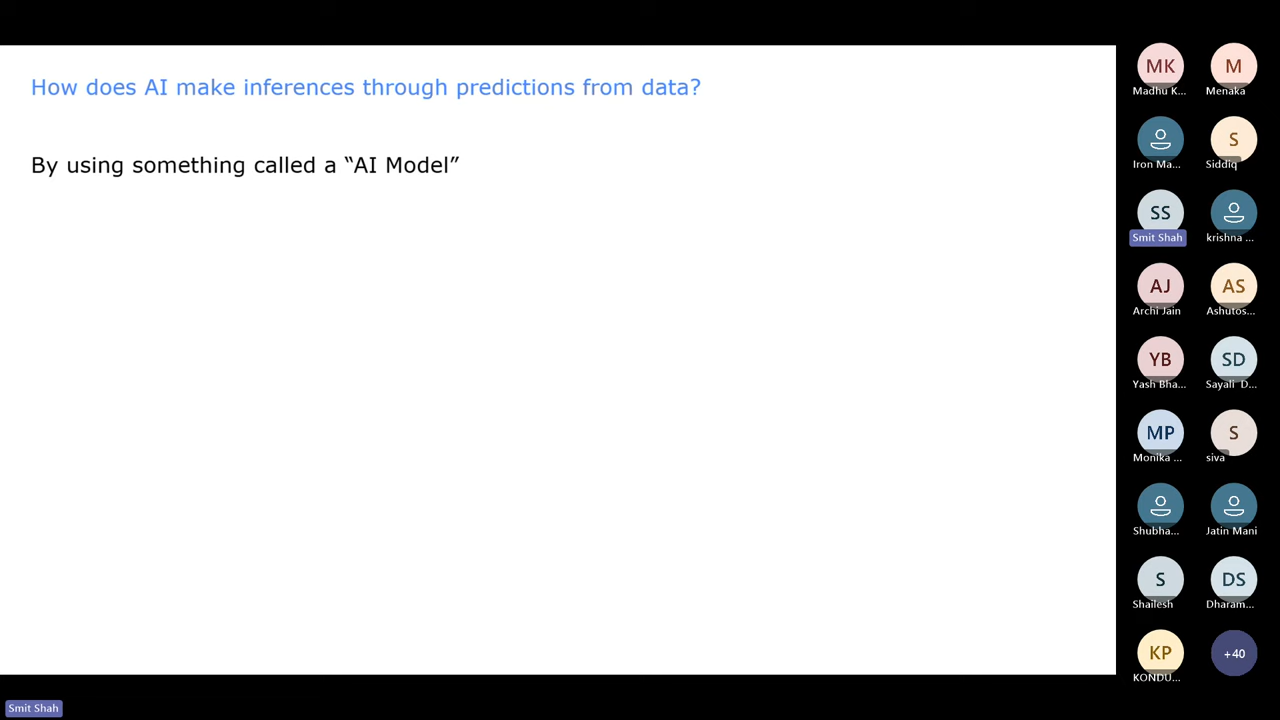 How does AI make inferences through predictions from data?
By using something called a “AI Model”
MK
Madhu K...
M
Menaka
Iron Ma...
S
Siddiq
SS
Smit Shah
krishna ...
AJ
Archi Jain
AS
Ashutos...
YB
Yash Bha...
SD
Sayali D...
MP
Monika ...
S
siva
Shubha...
Jatin Mani
S
Shailesh
DS
Dharam...
KP
KONDU...
+40
Smit Shah